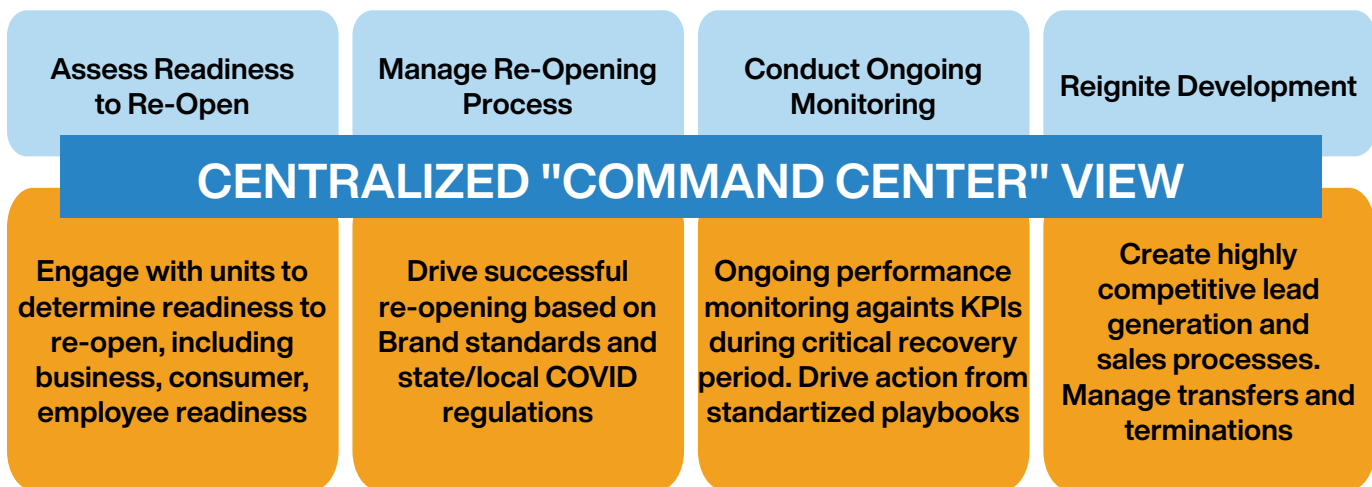 Assess Readiness
to Re-Open
Manage Re-Opening
Process
Conduct Ongoing
Monitoring
Reignite Development
CENTRALIZED "COMMAND CENTER" VIEW
Engage with units to
determine readiness to
re-open, including
business, consumer,
employee readiness
Drive successful
re-opening based on
Brand standards and
state/local COVID
regulations
Ongoing performance
monitoring againts KPIs
during critical recovery
period. Drive action from
standartized playbooks
Create highly
competitive lead
generation and
sales processes.
Manage transfers and
terminations